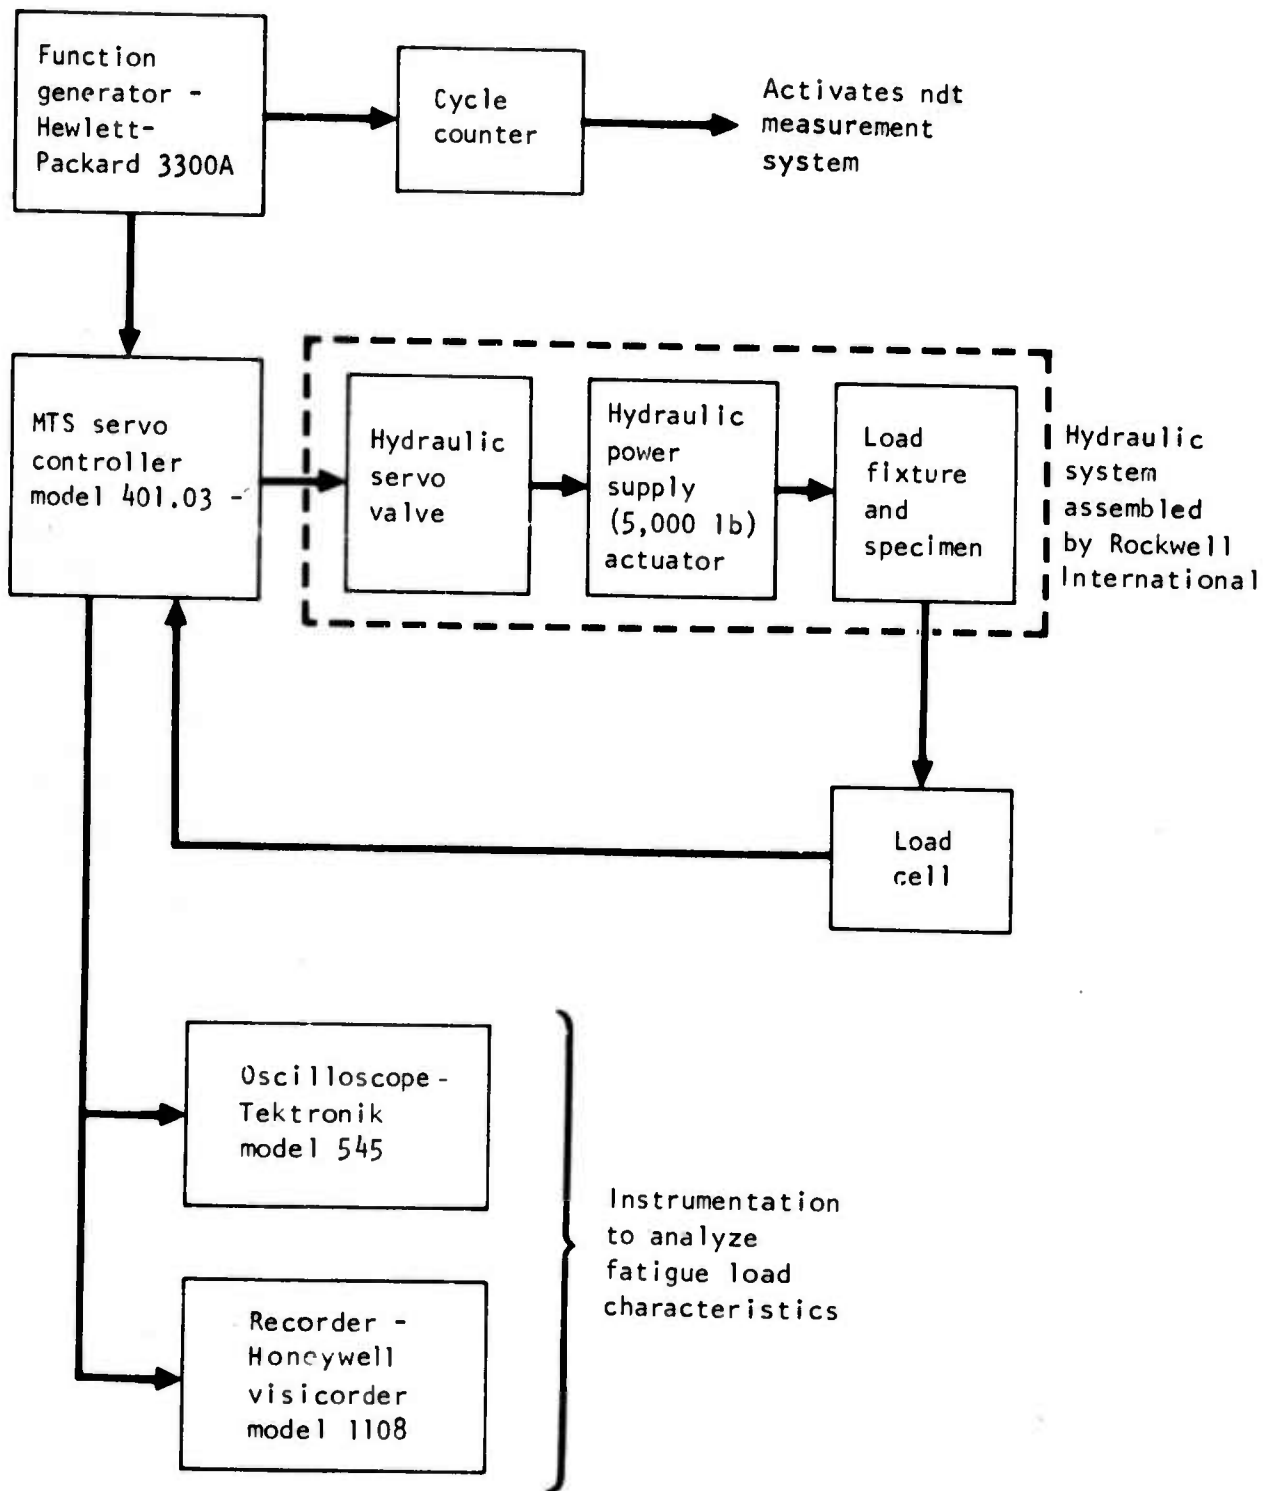 Function
generator -
Hewlett-
Packard 3300A
Cycle
counter
Activates ndt
measurement
system
MTS servo
controller
model 401.03 -
Hydraulic
servo
valve
Hydraulic
power
supply
(5,000 lb)
actuator
Load
fixture
and
specimen
Hydraulic
system
assembled
by Rockwell
International
Load
cell
Oscilloscope -
Tektronik
model 545
Recorder -
Honeywell
visicorder
model 1108
Instrumentation
to analyze
fatigue load
characteristics